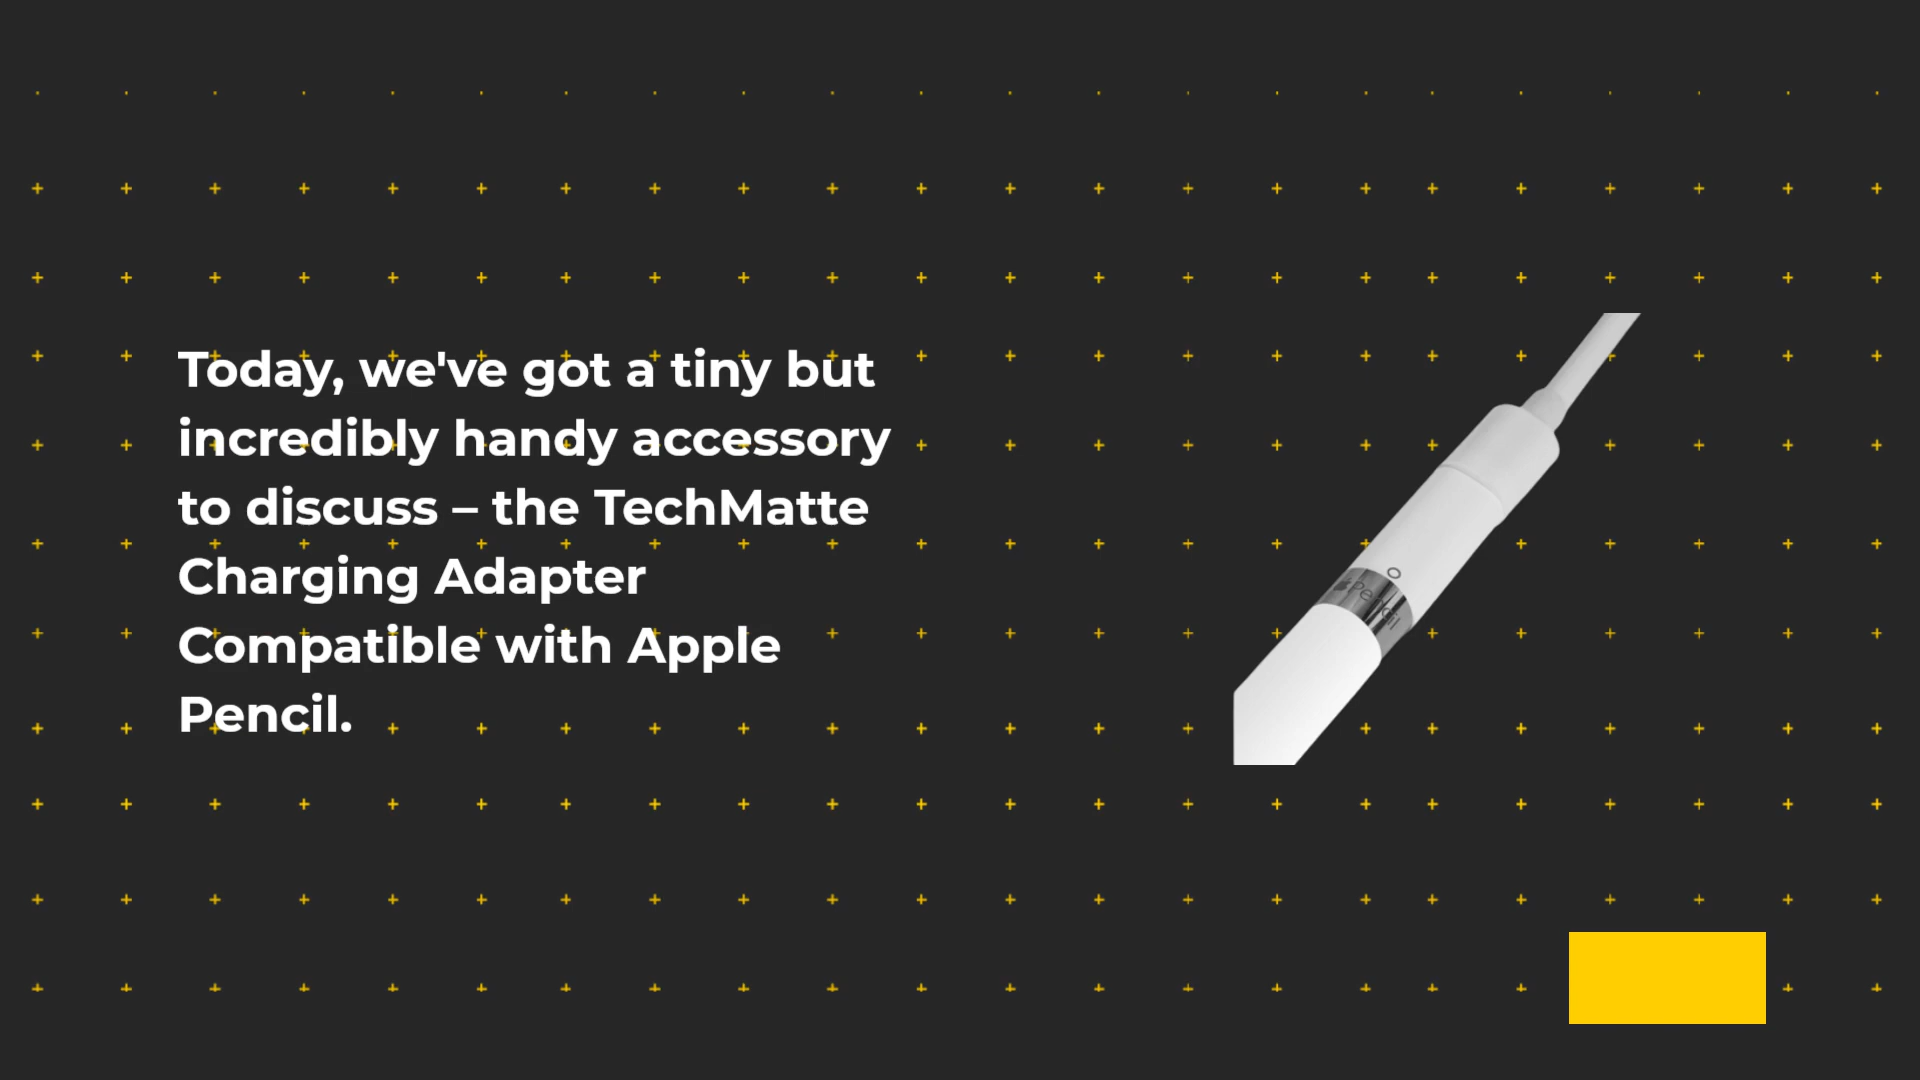 Today, we've got a tiny but
incredibly handy accessory
to discuss – the TechMatte
Charging Adapter
Compatible with Apple
Pencil.
Pencil